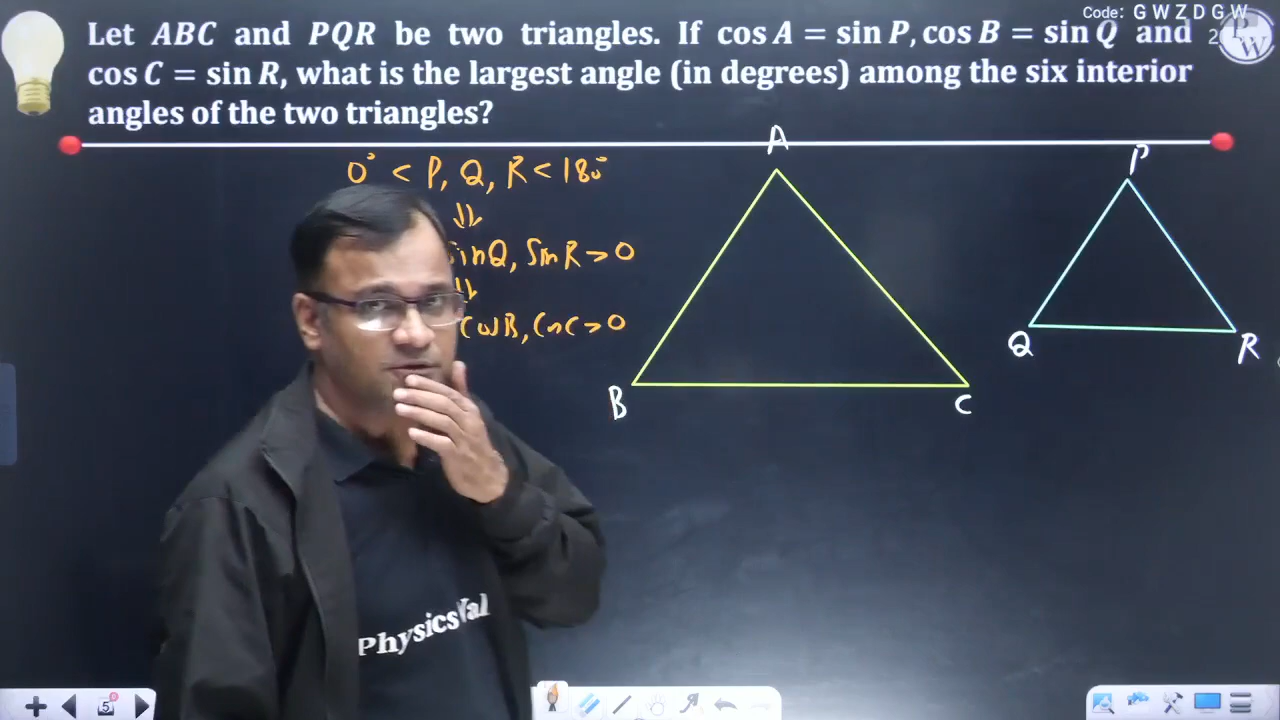 Code: G W Z D G W
Let ABC and PQR be two triangles. If cos A = sin P, cos B = sin Q and
cos C = sin R, what is the largest angle (in degrees) among the six interior
angles of the two triangles?
A
P
0° < P, Q, R < 180°
⇓
sinQ, sin R > 0
⇓
cosB, cosC > 0
Q
R
B
C
PhysicsWal
5